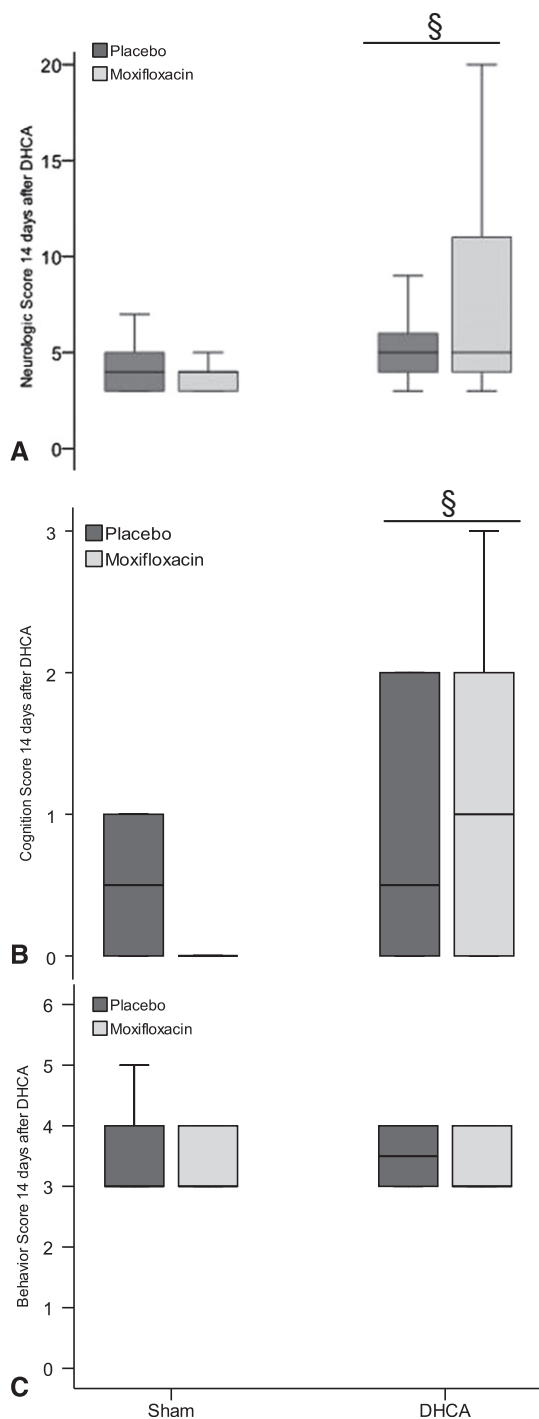 §
Placebo
Moxifloxacin
20
15
10
5
0
Neurologic Score 14 days after DHCA
A
§
Placebo
Moxifloxacin
3
2
1
0
Cognition Score 14 days after DHCA
B
Placebo
Moxifloxacin
6
5
4
3
2
1
0
Behavior Score 14 days after DHCA
C
Sham
DHCA